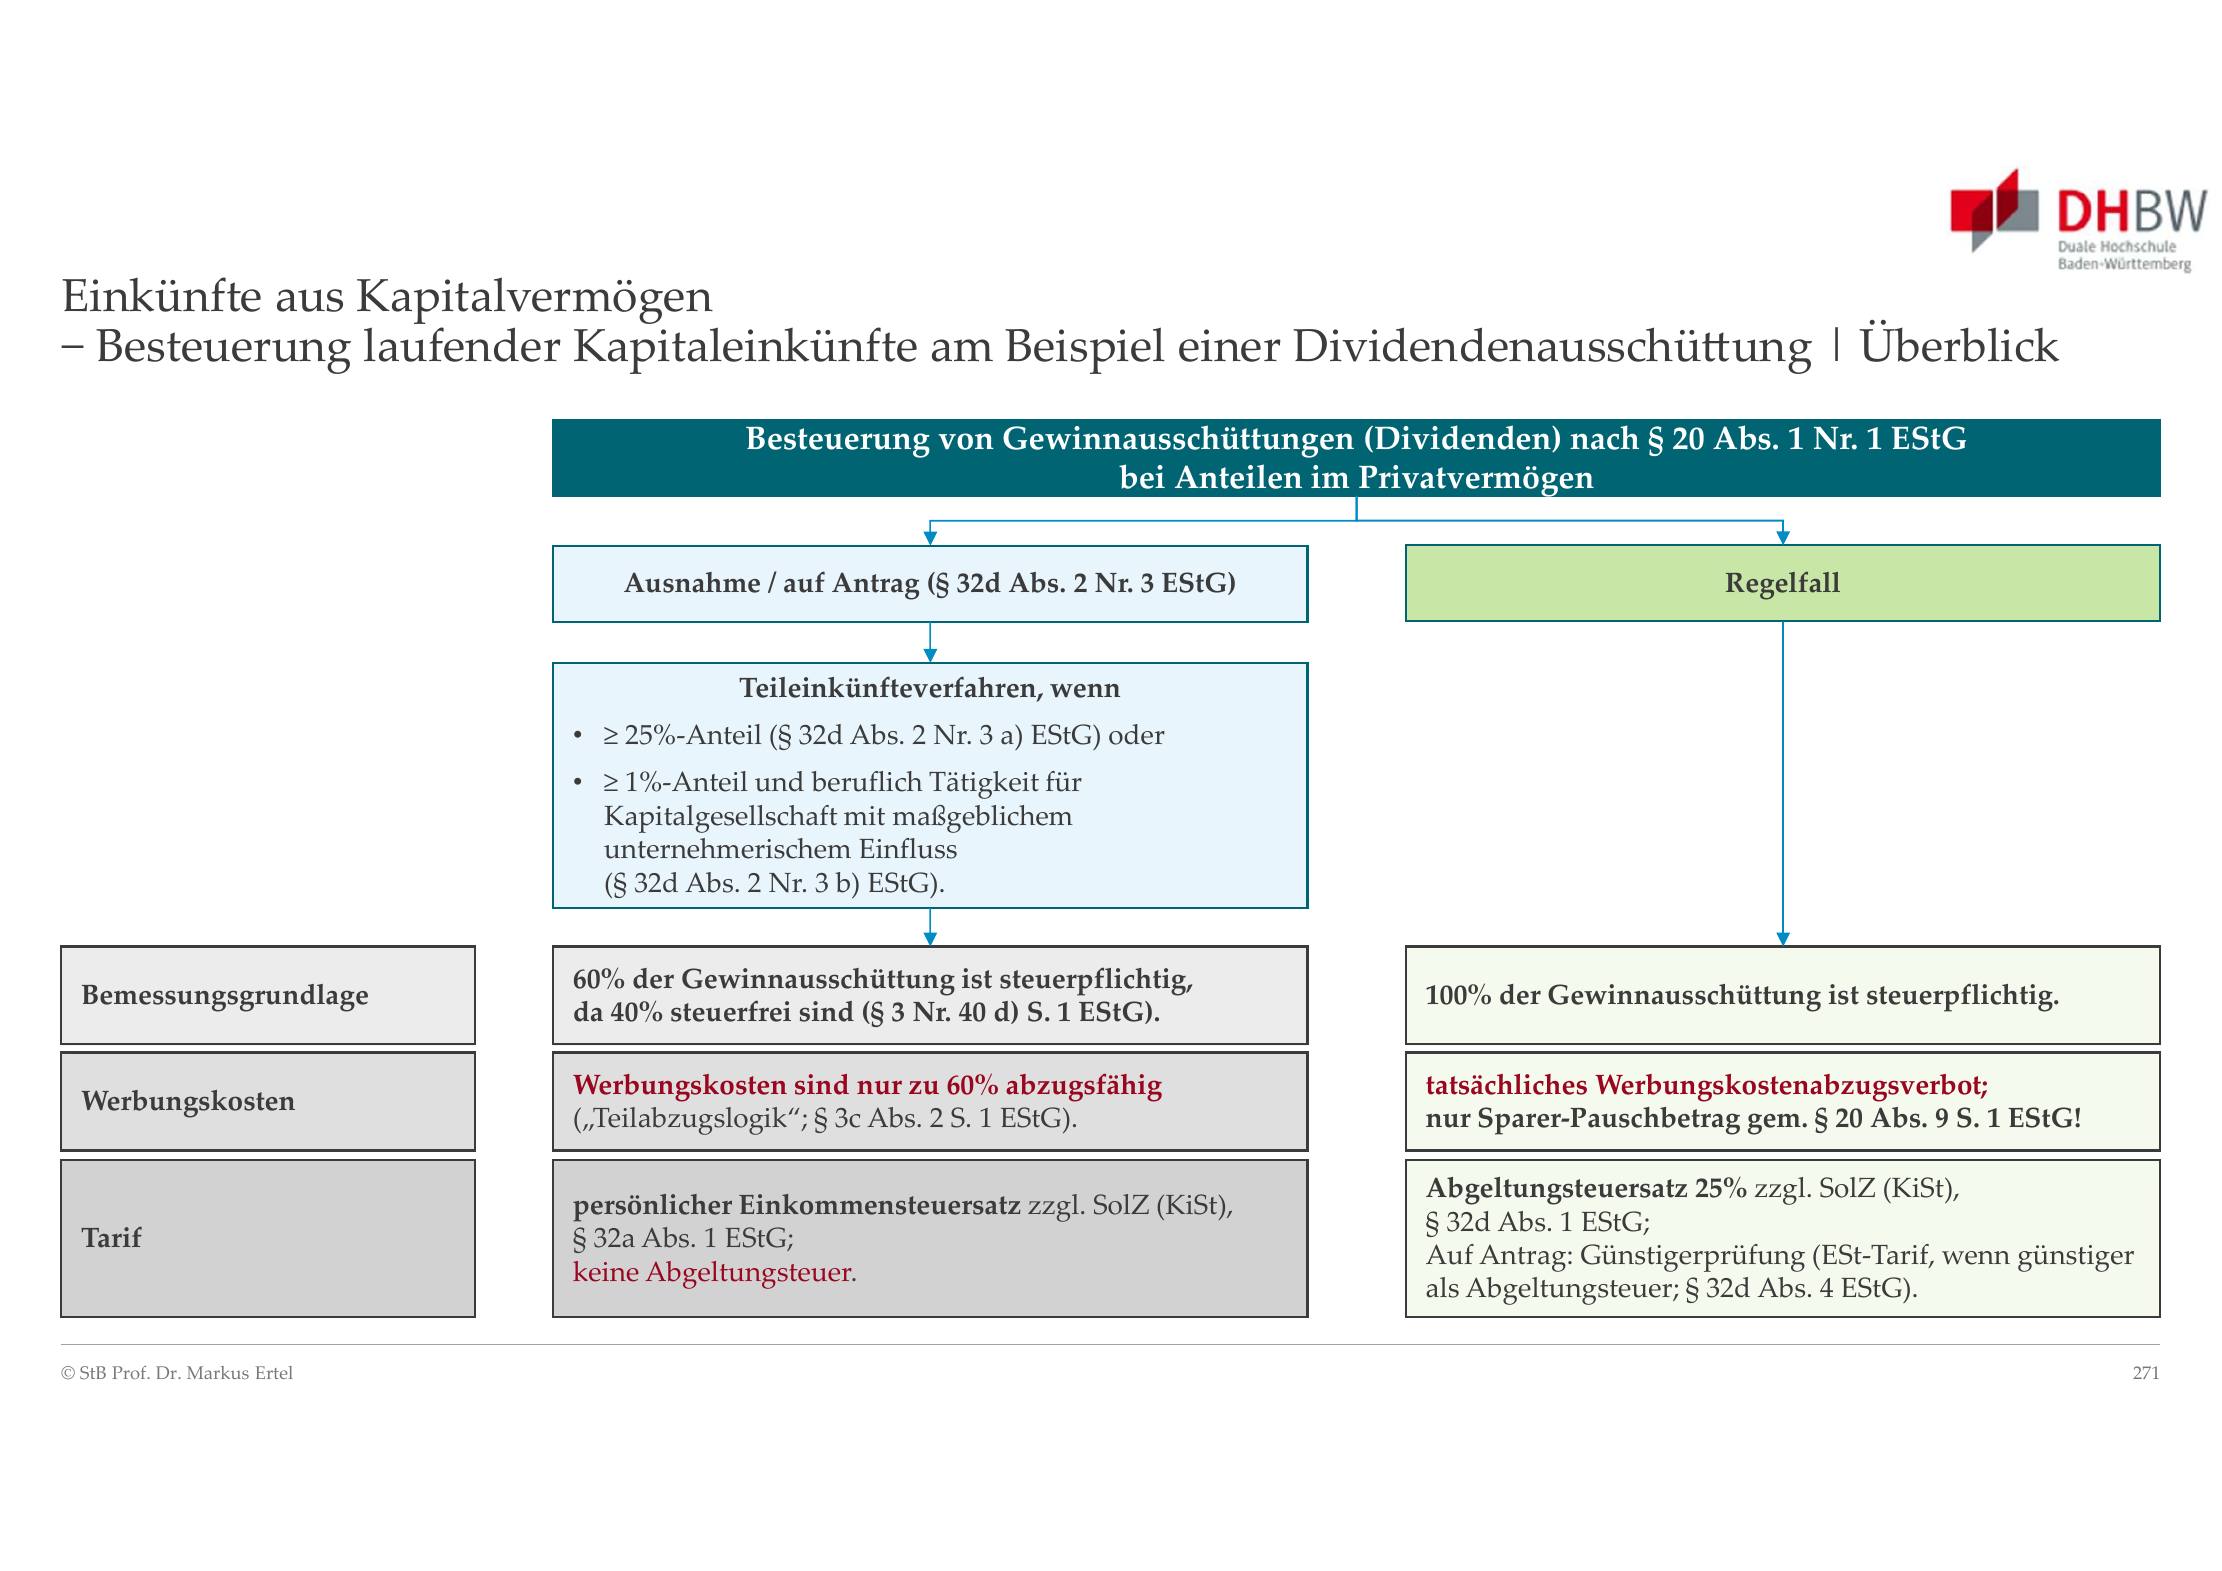 DHBW
Duale Hochschule
Baden-Württemberg
Einkünfte aus Kapitalvermögen
– Besteuerung laufender Kapitaleinkünfte am Beispiel einer Dividendenausschüttung | Überblick
Besteuerung von Gewinnausschüttungen (Dividenden) nach § 20 Abs. 1 Nr. 1 EStG
bei Anteilen im Privatvermögen
Ausnahme / auf Antrag (§ 32d Abs. 2 Nr. 3 EStG)
Regelfall
Teileinkünfteverfahren, wenn
• ≥ 25%-Anteil (§ 32d Abs. 2 Nr. 3 a) EStG) oder
• ≥ 1%-Anteil und beruflich Tätigkeit für
Kapitalgesellschaft mit maßgeblichem
unternehmerischem Einfluss
(§ 32d Abs. 2 Nr. 3 b) EStG).
Bemessungsgrundlage
60% der Gewinnausschüttung ist steuerpflichtig,
da 40% steuerfrei sind (§ 3 Nr. 40 d) S. 1 EStG).
100% der Gewinnausschüttung ist steuerpflichtig.
Werbungskosten
Werbungskosten sind nur zu 60% abzugsfähig
(„Teilabzugslogik“; § 3c Abs. 2 S. 1 EStG).
tatsächliches Werbungskostenabzugsverbot;
nur Sparer-Pauschbetrag gem. § 20 Abs. 9 S. 1 EStG!
Tarif
persönlicher Einkommensteuersatz zzgl. SolZ (KiSt),
§ 32a Abs. 1 EStG;
keine Abgeltungsteuer.
Abgeltungsteuersatz 25% zzgl. SolZ (KiSt),
§ 32d Abs. 1 EStG;
Auf Antrag: Günstigerprüfung (ESt-Tarif, wenn günstiger
als Abgeltungsteuer; § 32d Abs. 4 EStG).
© StB Prof. Dr. Markus Ertel
271